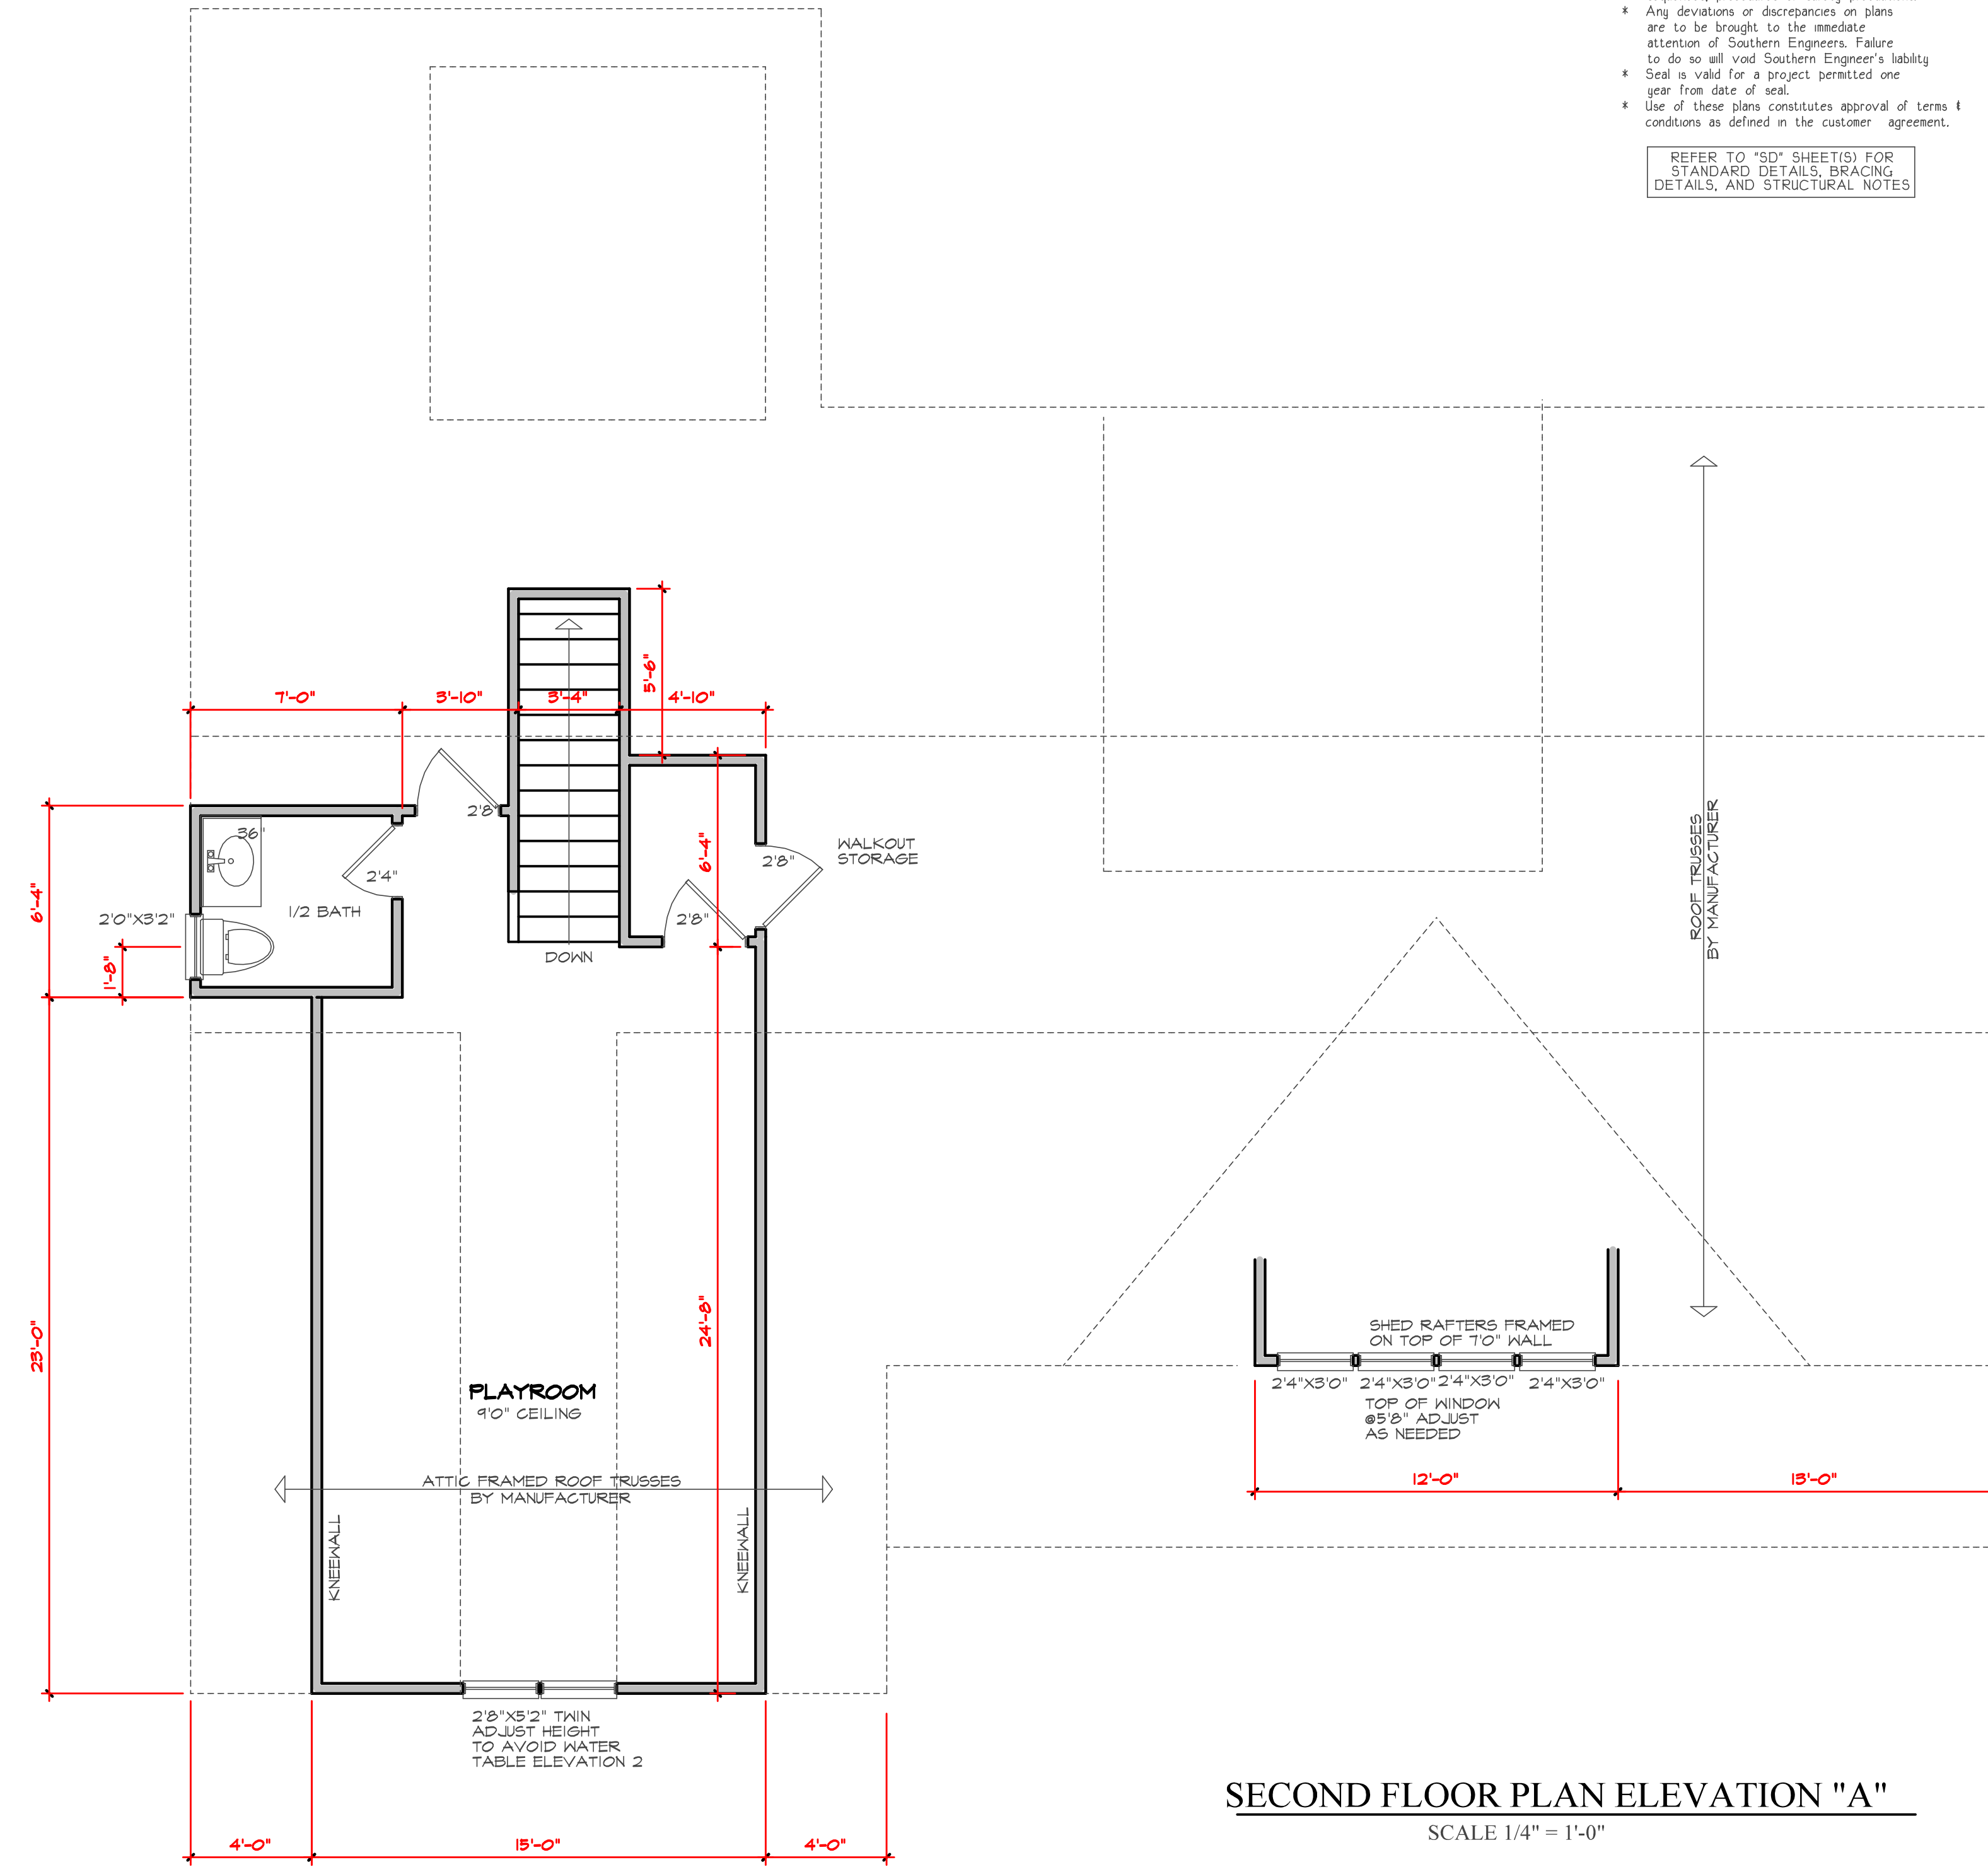 * Any deviations or discrepancies on plans
are to be brought to the immediate
attention of Southern Engineers. Failure
to do so will void Southern Engineer's liability
* Seal is valid for a project permitted one
year from date of seal.
* Use of these plans constitutes approval of terms &
conditions as defined in the customer agreement.
REFER TO "SD" SHEET(S) FOR
STANDARD DETAILS, BRACING
DETAILS, AND STRUCTURAL NOTES
5'-6"
7'-0"
3'-10"
3'-4"
4'-10"
2'8"
36"
6'-4"
WALKOUT
STORAGE
2'8"
2'4"
6'-4"
1/2 BATH
2'0"X3'2"
2'8"
1'-8"
DOWN
ROOF TRUSSES
BY MANUFACTURER
23'-0"
24'-8"
SHED RAFTERS FRAMED
ON TOP OF 7'0" WALL
2'4"X3'0"
2'4"X3'0"
2'4"X3'0"
2'4"X3'0"
TOP OF WINDOW
@5'8" ADJUST
AS NEEDED
PLAYROOM
9'0" CEILING
12'-0"
13'-0"
ATTIC FRAMED ROOF TRUSSES
BY MANUFACTURER
KNEEWALL
KNEEWALL
2'8"X5'2" TWIN
ADJUST HEIGHT
TO AVOID WATER
TABLE ELEVATION 2
4'-0"
15'-0"
4'-0"
SECOND FLOOR PLAN ELEVATION "A"
SCALE 1/4" = 1'-0"